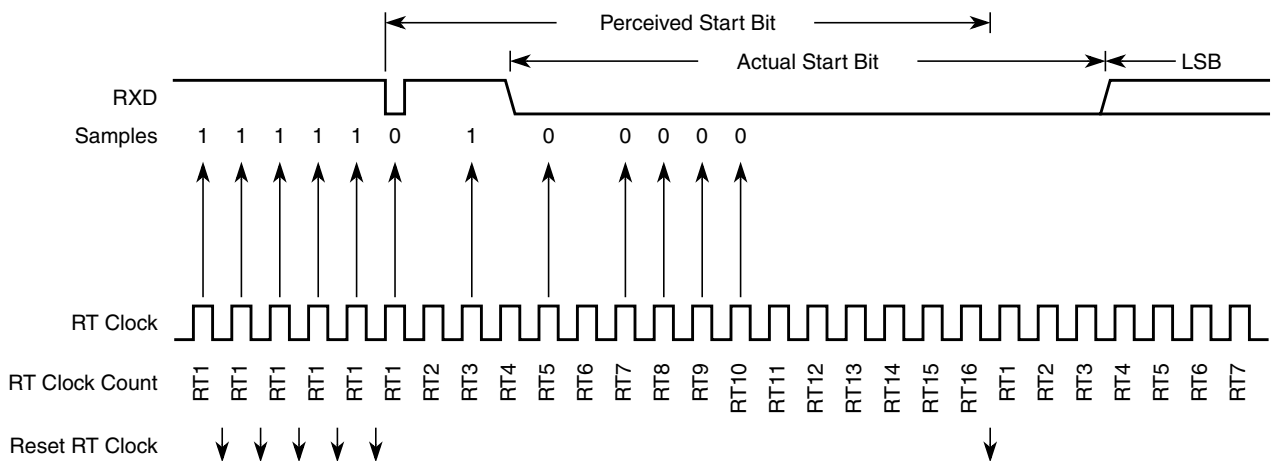 Perceived Start Bit
Actual Start Bit LSB
RXD
Samples 1 1 1 1 1 0 1 0 0 0 0 0
RT Clock
RT Clock Count RT1 RT1 RT1 RT1 RT1 RT1 RT2 RT3 RT4 RT5 RT6 RT7 RT8 RT9 RT10 RT11 RT12 RT13 RT14 RT15 RT16 RT1 RT2 RT3 RT4 RT5 RT6 RT7
Reset RT Clock